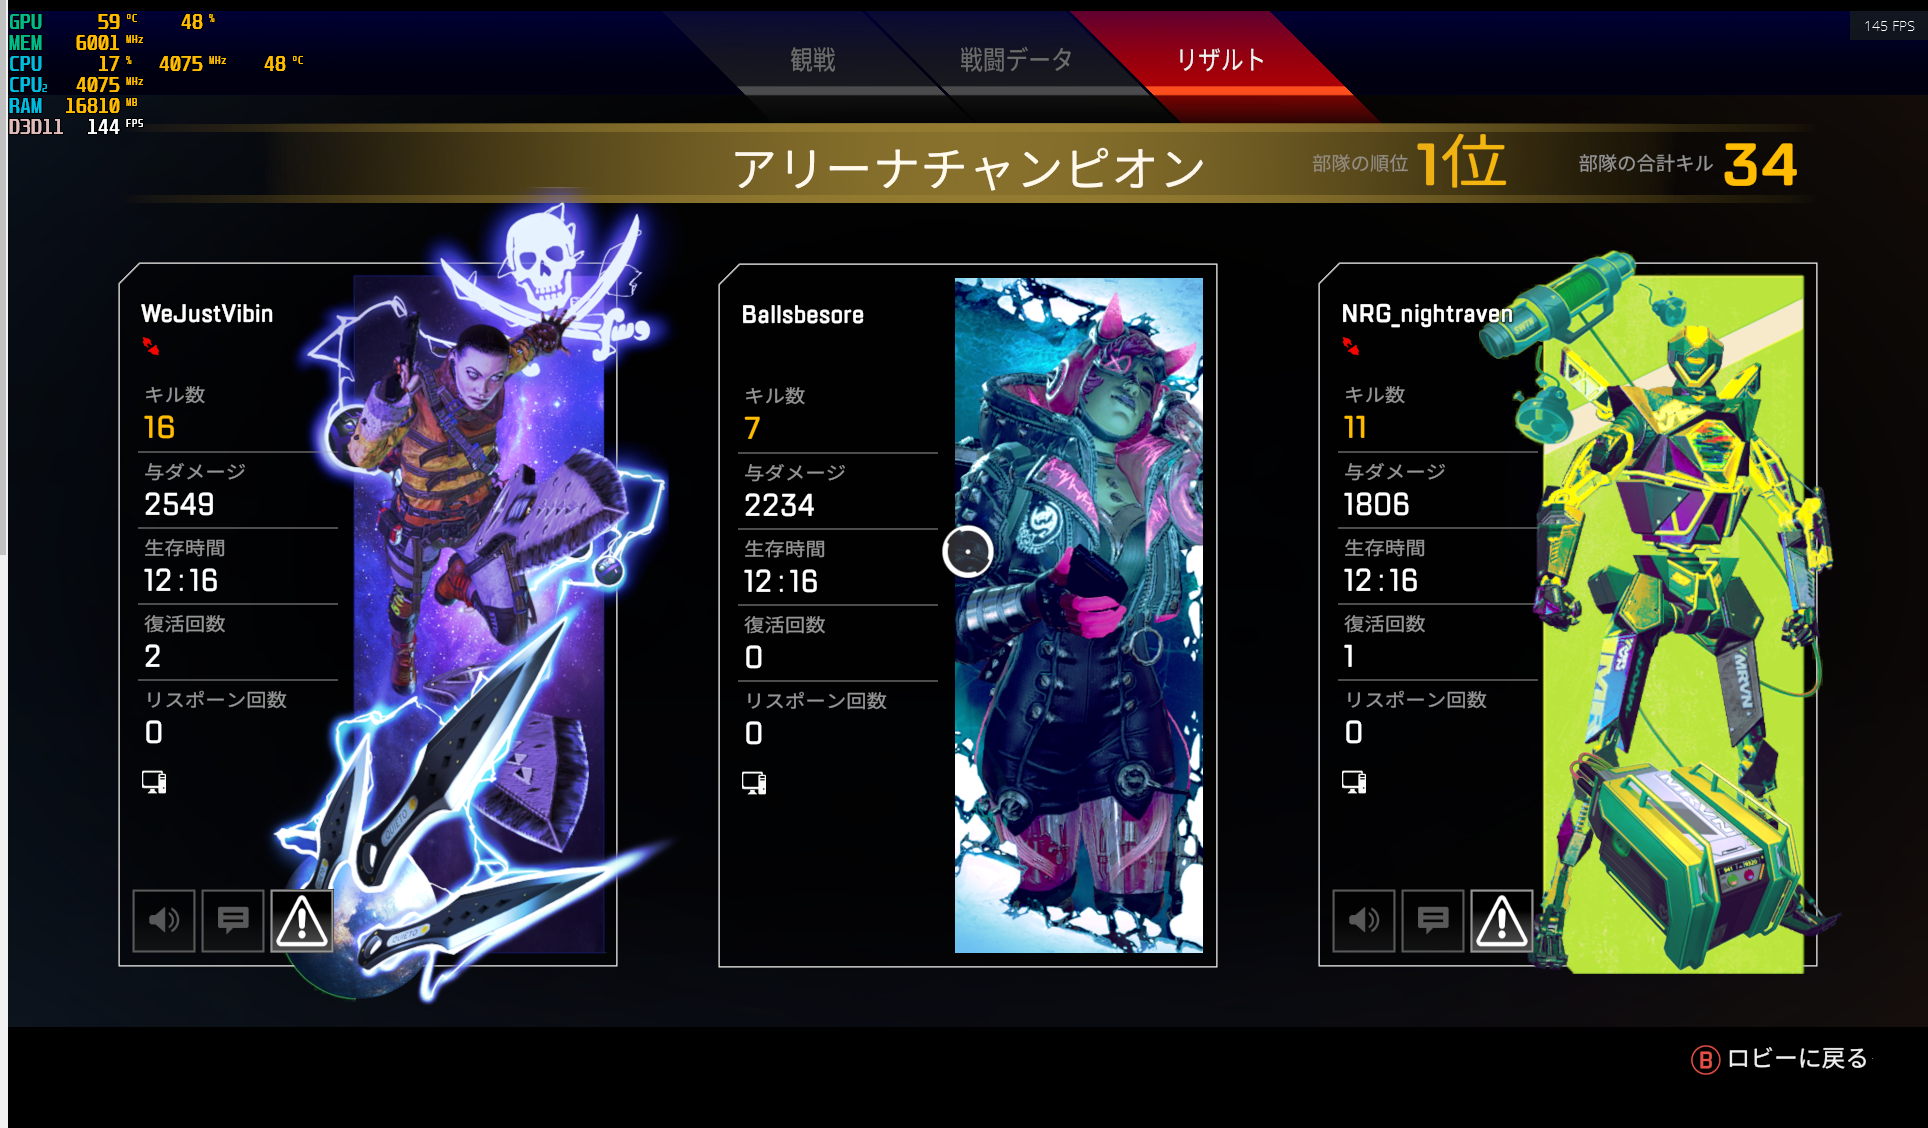 GPU 59 °C 48 %
MEM 6001 MHz
CPU 17 % 4075 MHz 48 °C
CPU2 4075 MHz
RAM 16810 MB
D3D11 144 FPS
145 FPS
観戦 戦闘データ リザルト
アリーナチャンピオン 部隊の順位 1位 部隊の合計キル 34
WeJustVibin
キル数
16
与ダメージ
2549
生存時間
12:16
復活回数
2
リスポーン回数
0
QUIETO
QUIETO
Ballsbesore
キル数
7
与ダメージ
2234
生存時間
12:16
復活回数
0
リスポーン回数
0
NRG_nightraven
キル数
11
与ダメージ
1806
生存時間
12:16
復活回数
1
リスポーン回数
0
MRVN
MRVN
B ロビーに戻る